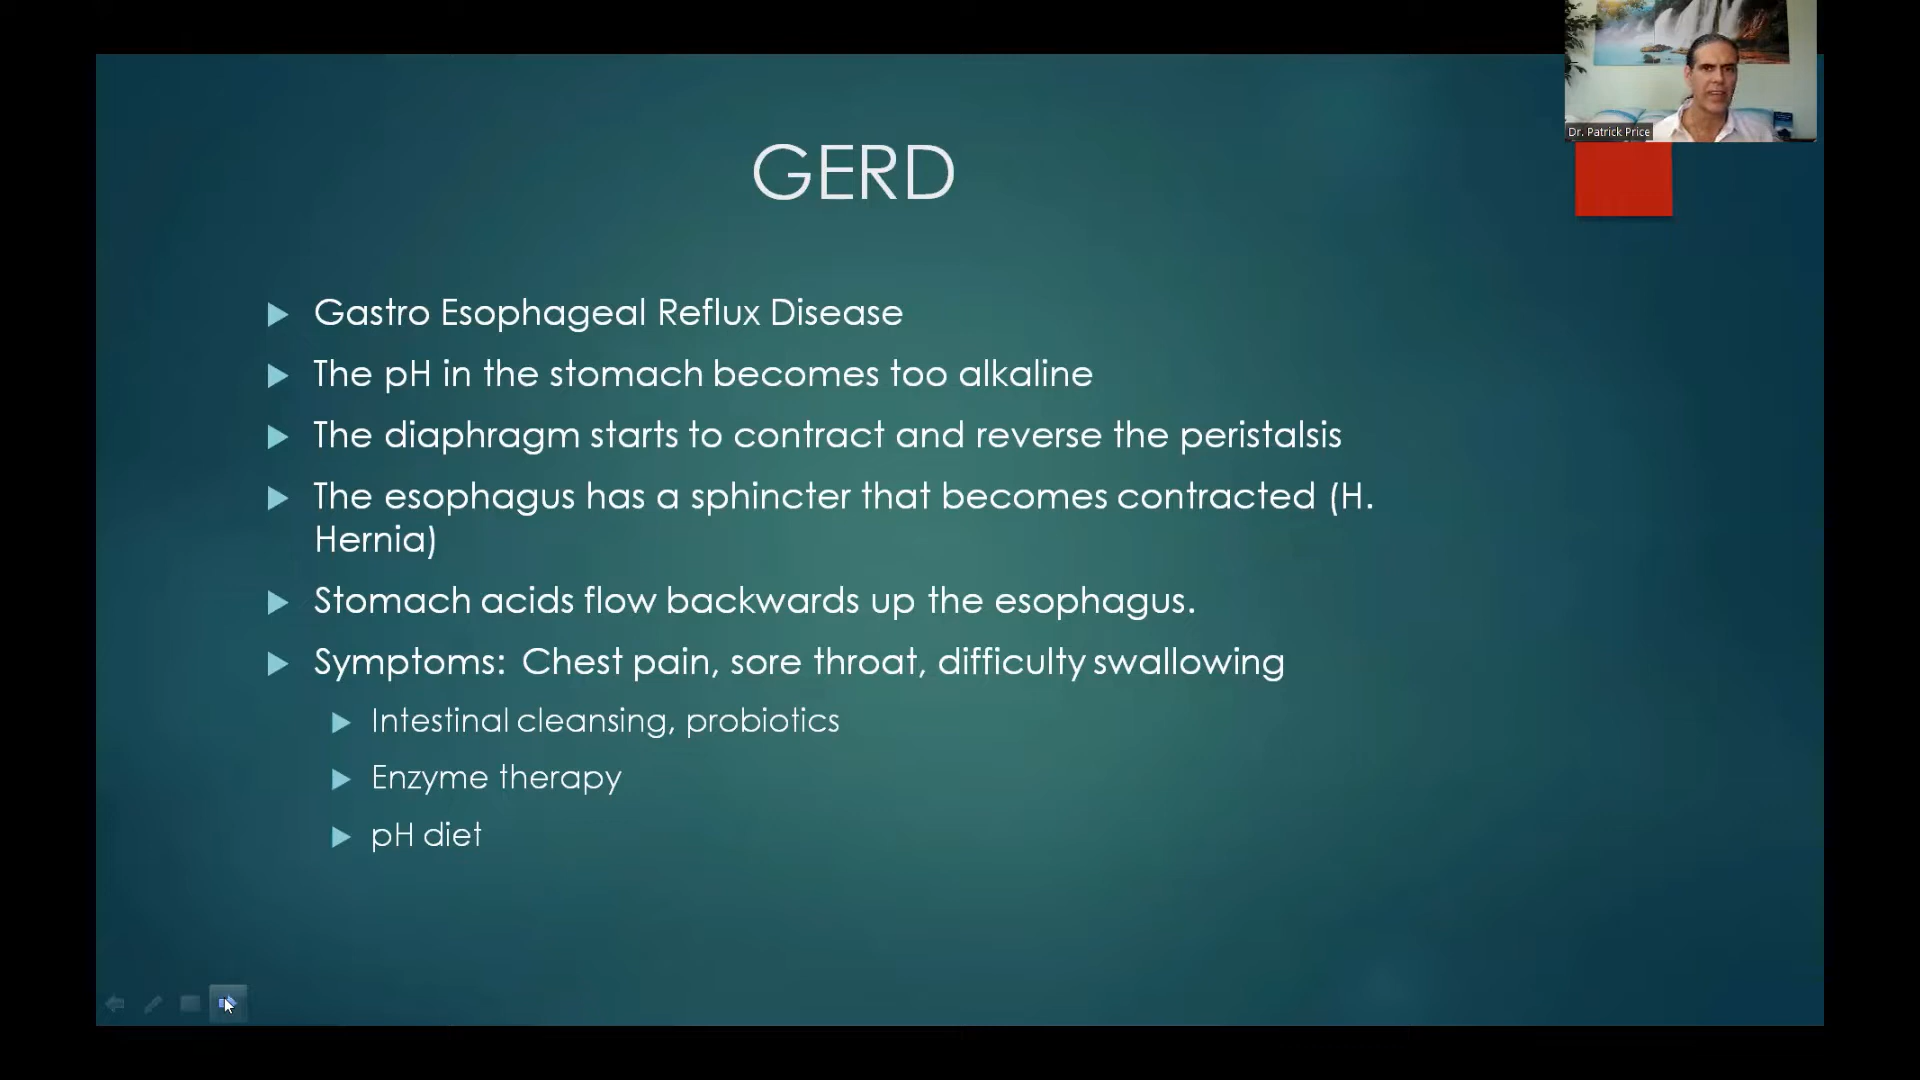 Dr. Patrick Price
GERD
Gastro Esophageal Reflux Disease
The pH in the stomach becomes too alkaline
The diaphragm starts to contract and reverse the peristalsis
The esophagus has a sphincter that becomes contracted (H.
Hernia)
Stomach acids flow backwards up the esophagus.
Symptoms: Chest pain, sore throat, difficulty swallowing
Intestinal cleansing, probiotics
Enzyme therapy
pH diet